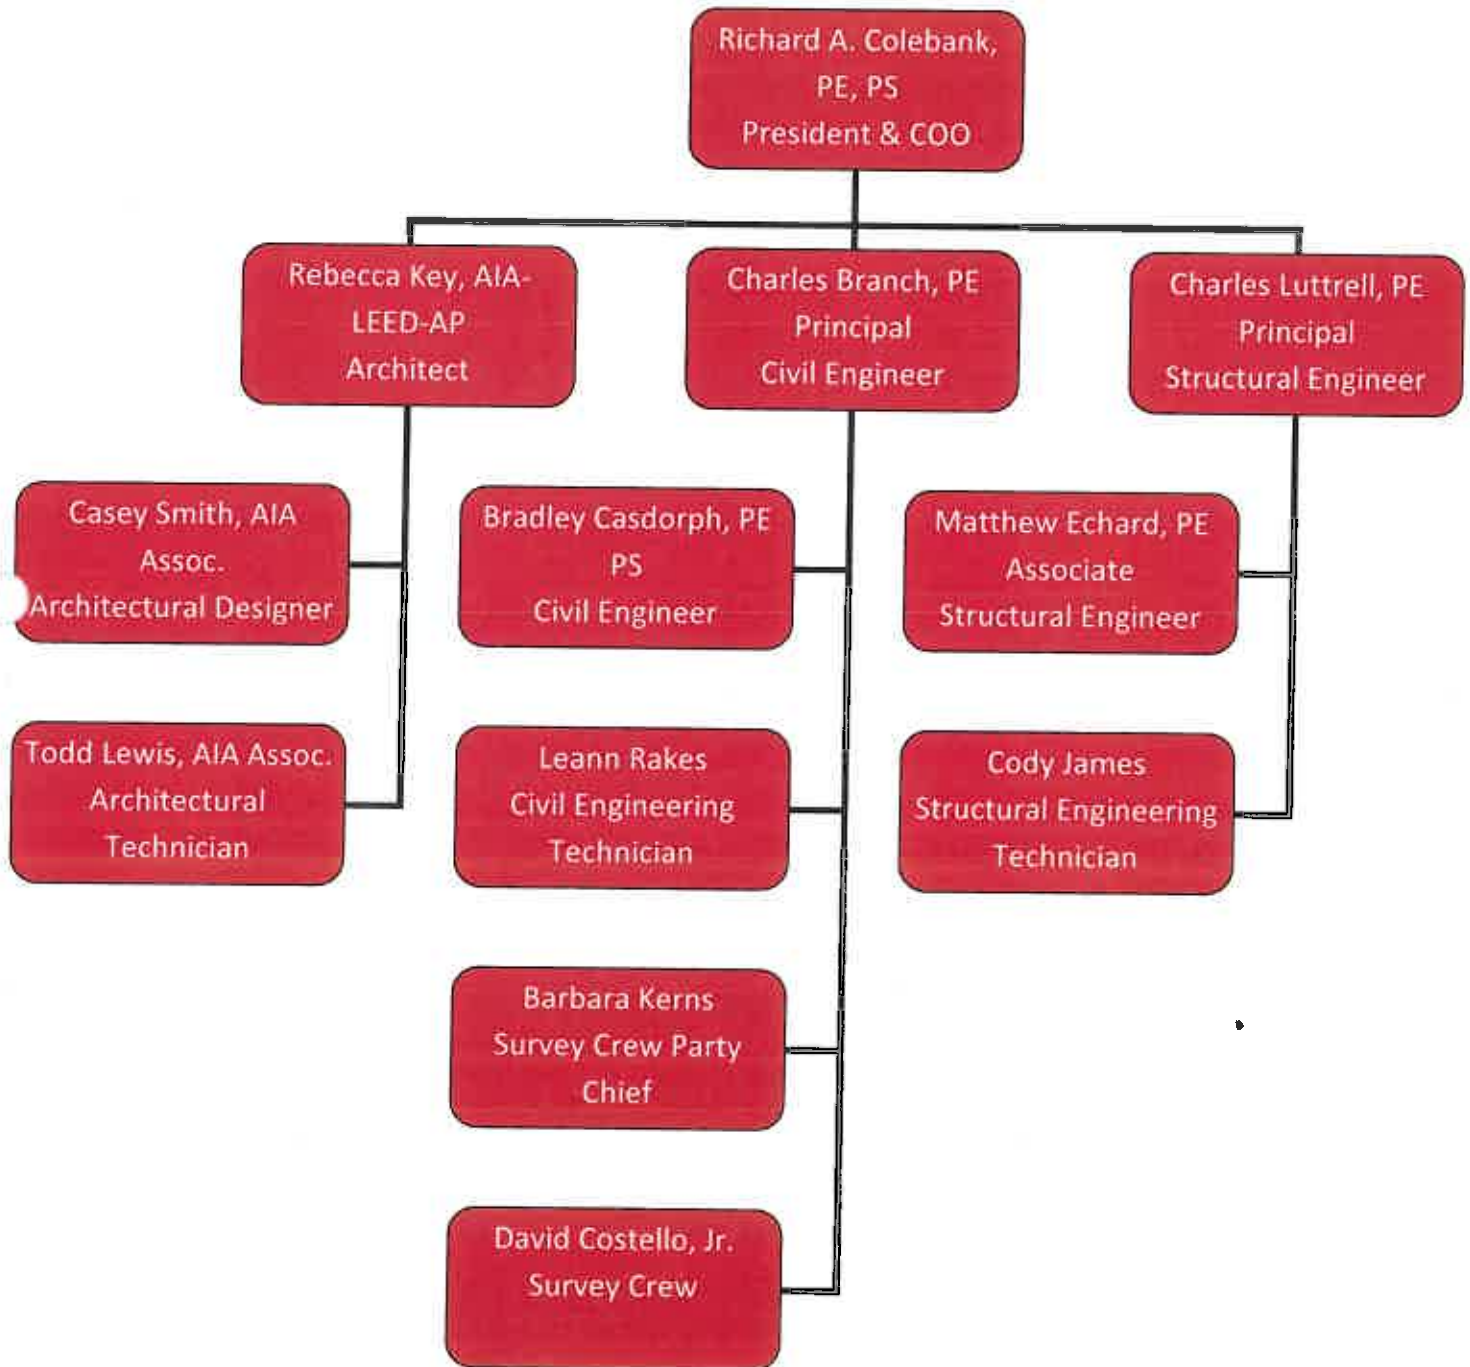 Richard A. Colebank,
PE, PS
President & COO
Rebecca Key, AIA-
LEED-AP
Architect
Charles Branch, PE
Principal
Civil Engineer
Charles Luttrell, PE
Principal
Structural Engineer
Casey Smith, AIA
Assoc.
Architectural Designer
Bradley Casdorph, PE
PS
Civil Engineer
Matthew Echard, PE
Associate
Structural Engineer
Todd Lewis, AIA Assoc.
Architectural
Technician
Leann Rakes
Civil Engineering
Technician
Cody James
Structural Engineering
Technician
Barbara Kerns
Survey Crew Party
Chief
David Costello, Jr.
Survey Crew